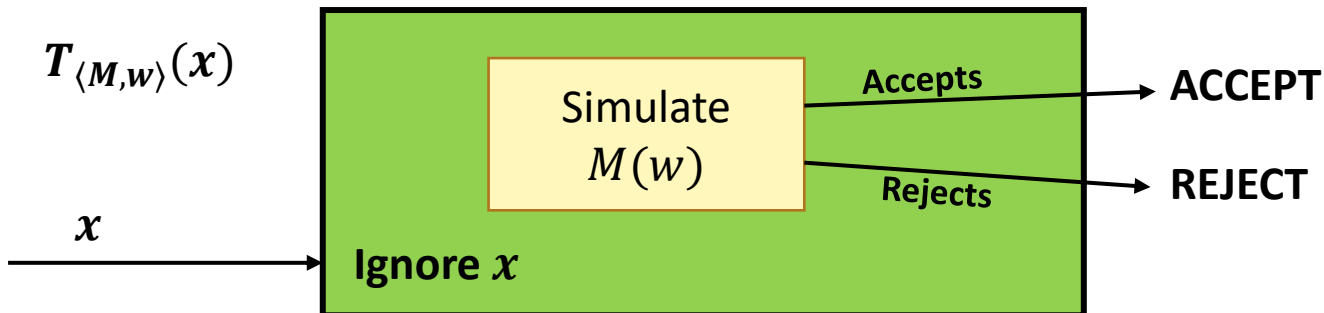 T⟨M,w⟩(x)
x
Ignore x
Simulate
M(w)
Accepts
Rejects
ACCEPT
REJECT